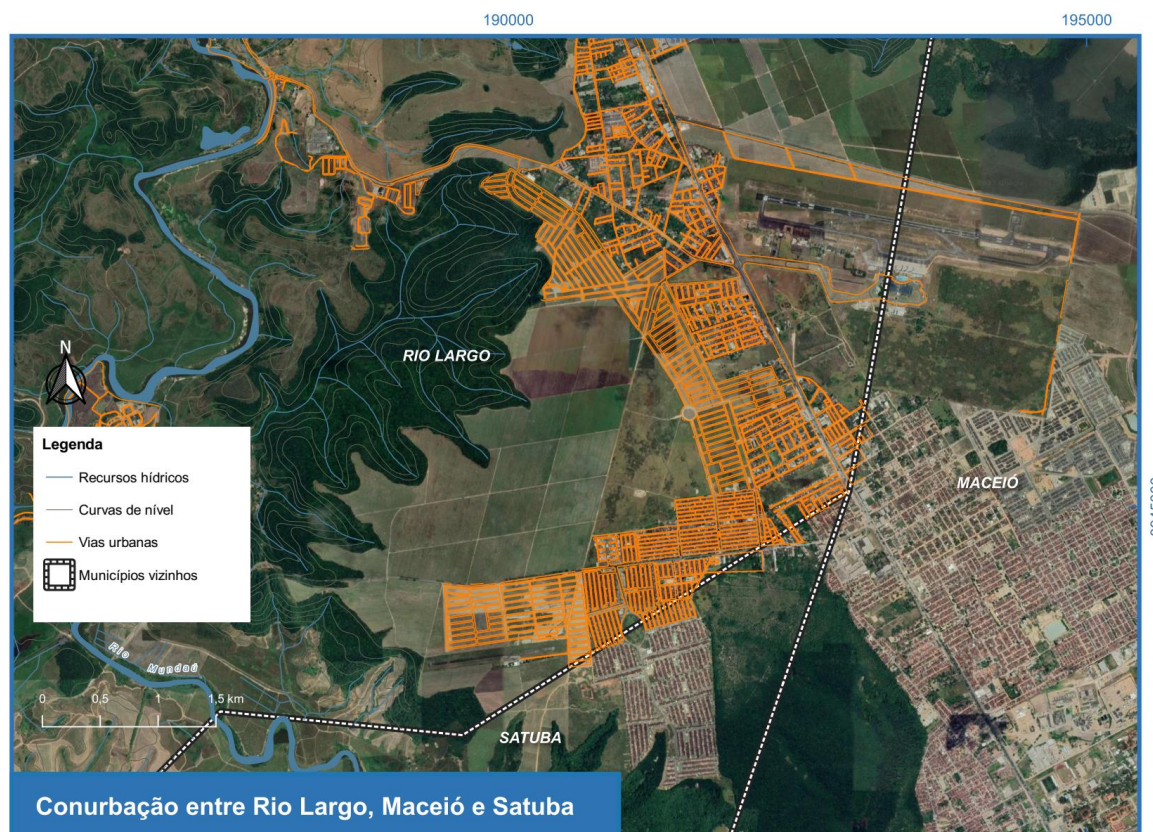 190000
195000
RIO LARGO
N
Legenda
Recursos hídricos
Curvas de nível
Vias urbanas
Municípios vizinhos
MACEIÓ
Rio Mundaú
0 0,5 1 1,5 km
SATUBA
Conurbação entre Rio Largo, Maceió e Satuba